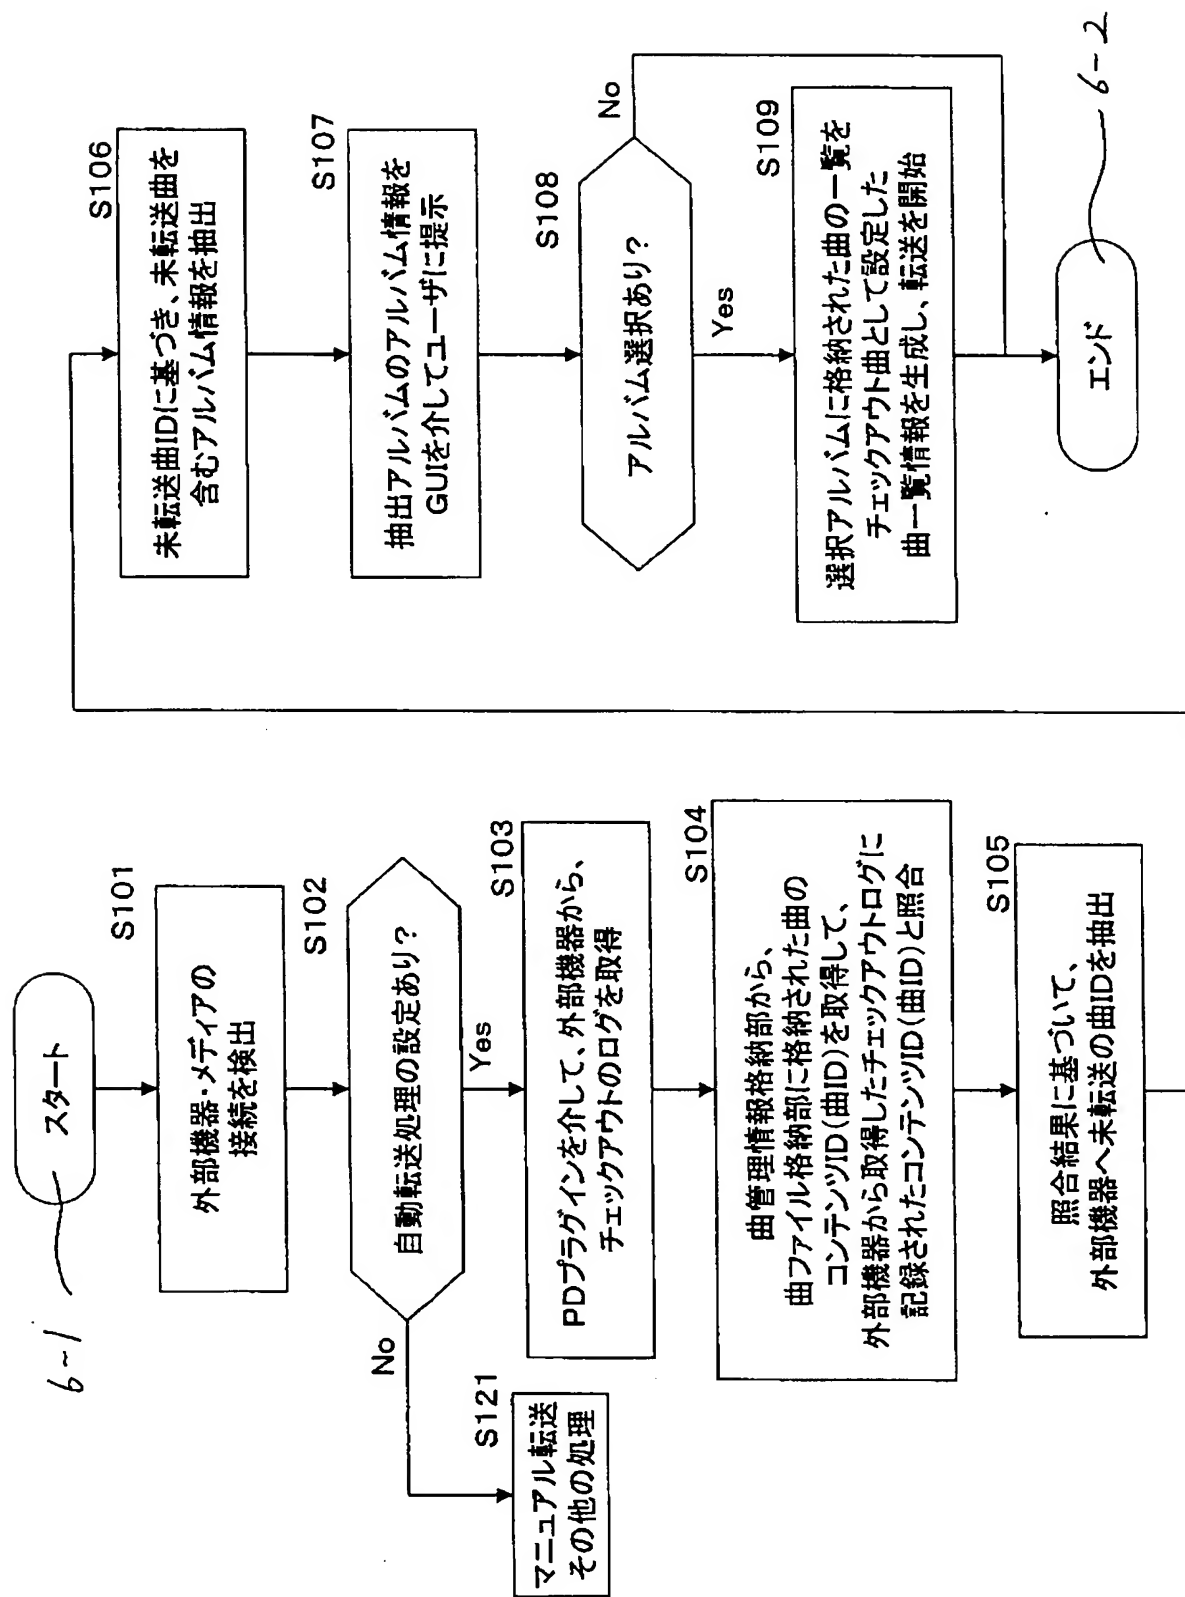 6-1
スタート
S101
外部機器・メディアの
接続を検出
S102
自動転送処理の設定あり？
No
Yes
S121
マニュアル転送
その他の処理
S103
PDプラグインを介して、外部機器から、
チェックアウトのログを取得
S104
曲管理情報格納部から、
曲ファイル格納部に格納された曲の
コンテンツID(曲ID)を取得して、
外部機器から取得したチェックアウトログに
記録されたコンテンツID(曲ID)と照合
S105
照合結果に基づいて、
外部機器へ未転送の曲IDを抽出
S106
未転送曲IDに基づき、未転送曲を
含むアルバム情報を抽出
S107
抽出アルバムのアルバム情報を
GUIを介してユーザに提示
S108
アルバム選択あり？
No
Yes
S109
選択アルバムに格納された曲の一覧を
チェックアウト曲として設定した
曲一覧情報を生成し、転送を開始
エンド
6-2